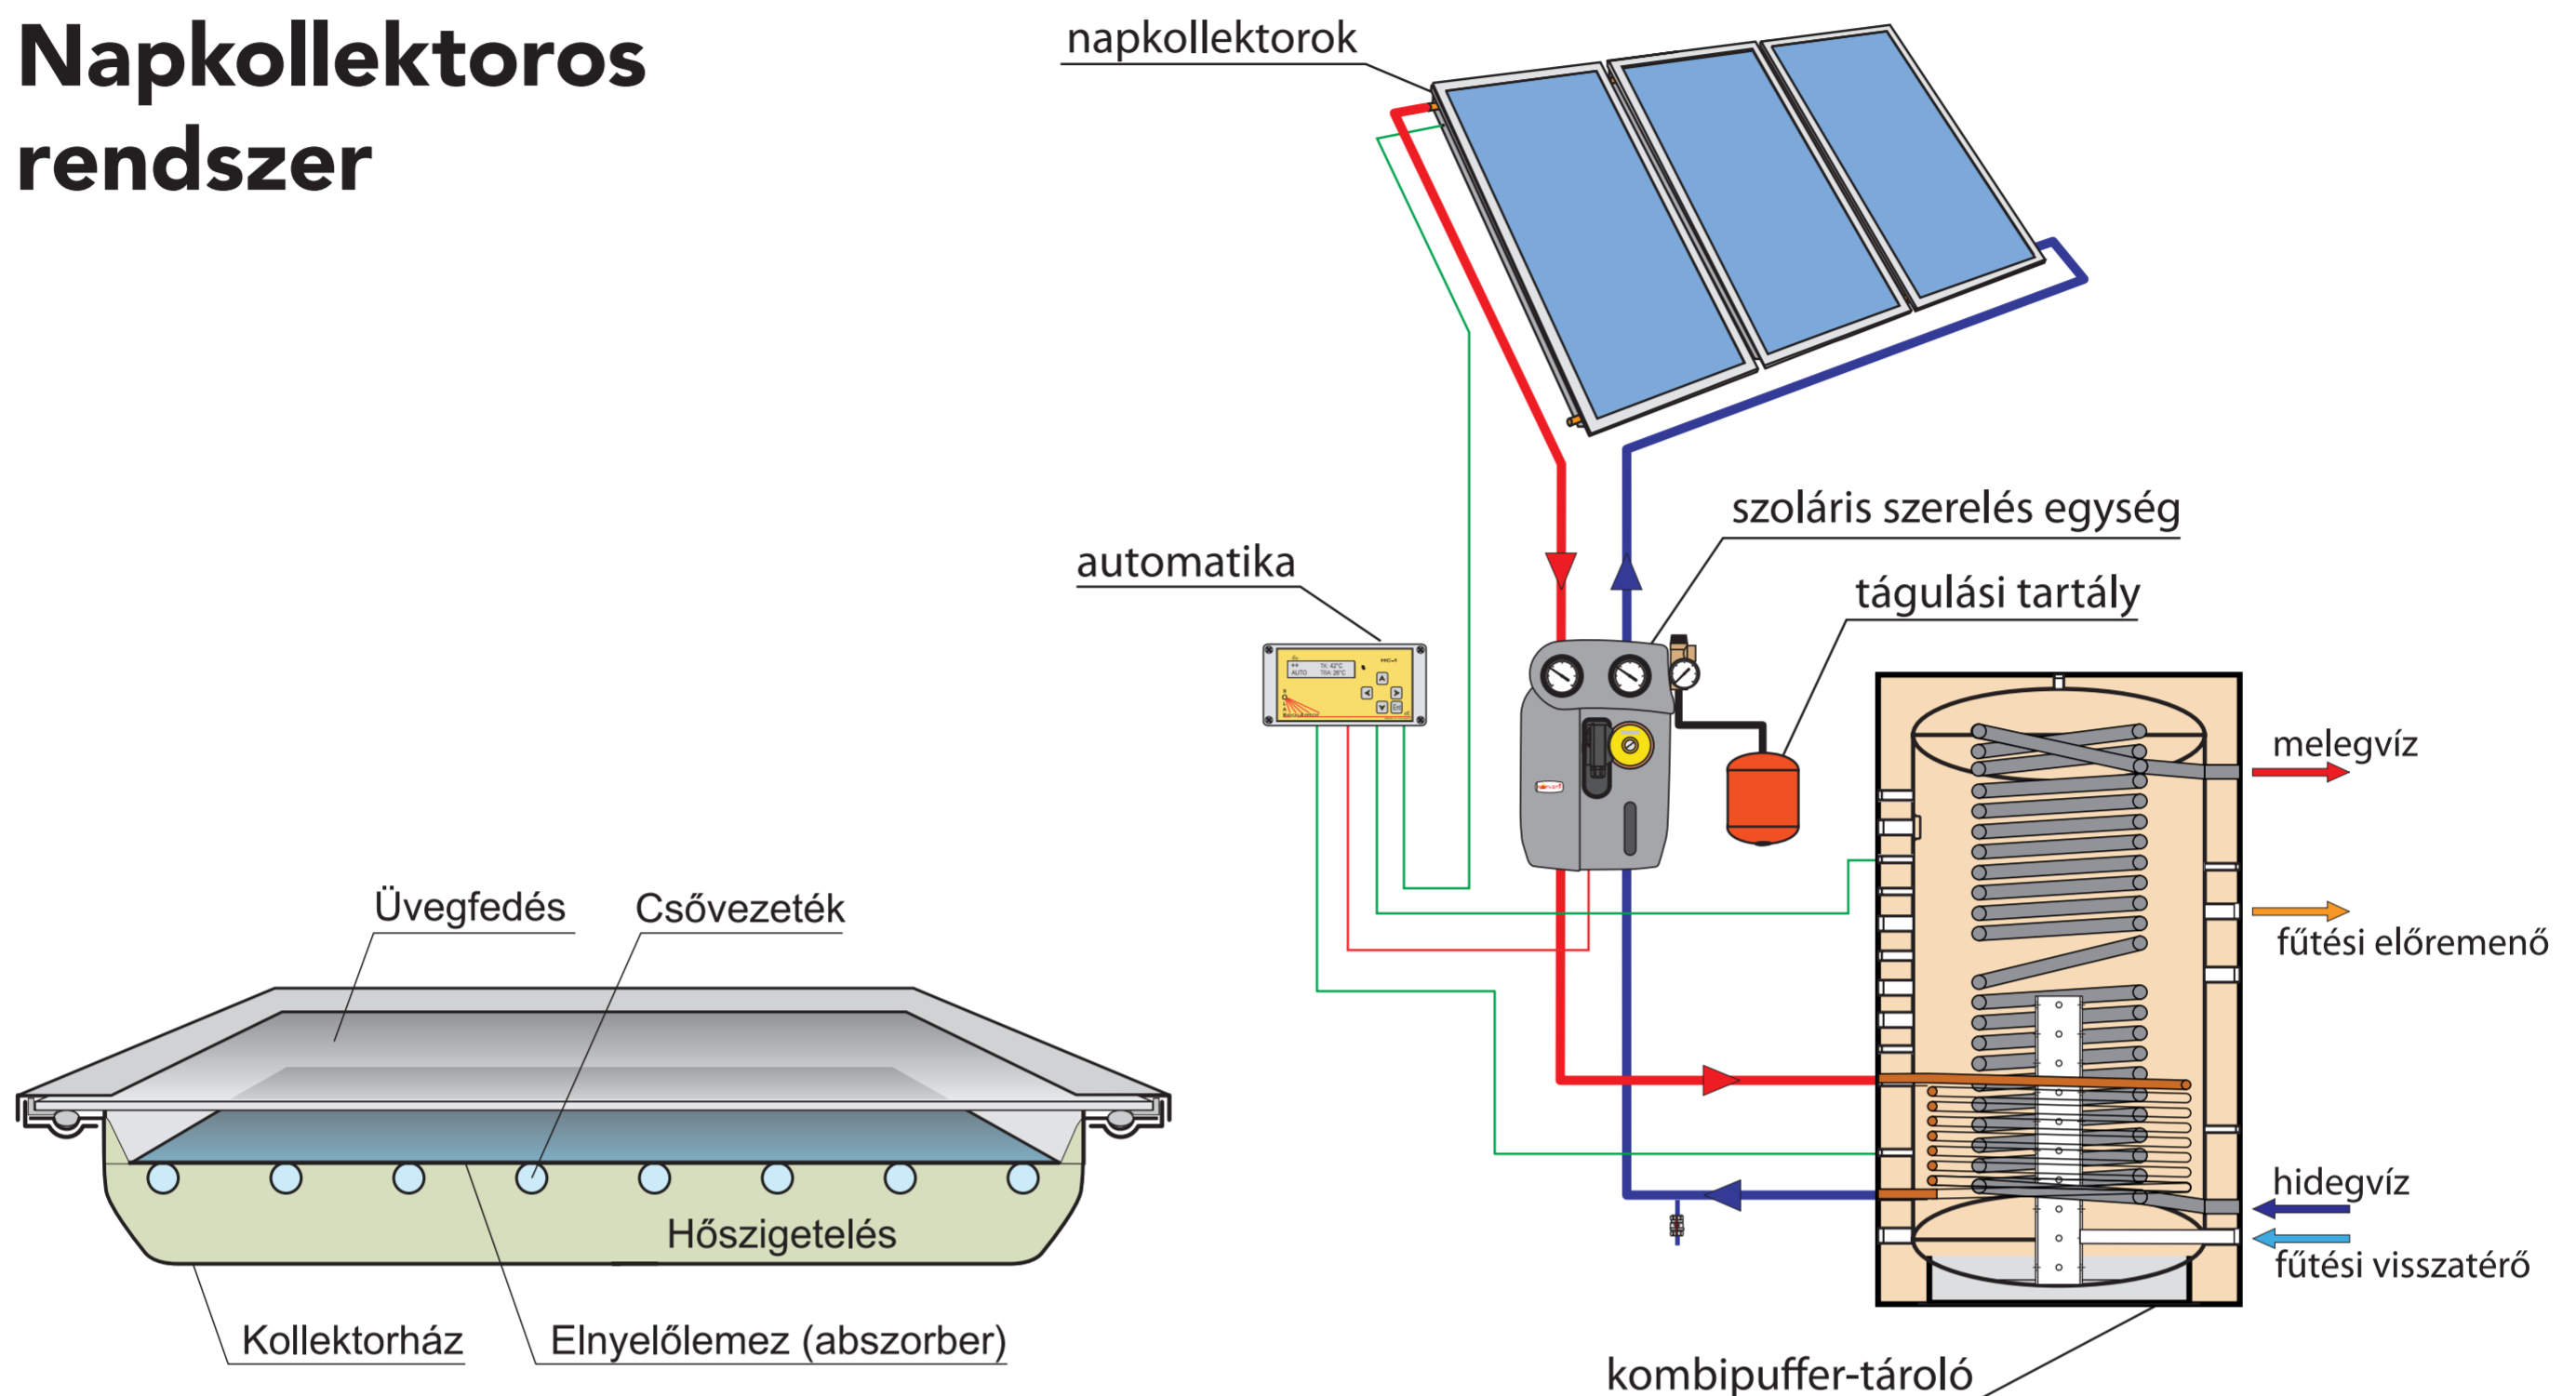 Napkollektoros
rendszer
napkollektorok
szoláris szerelés egység
automatika
tágulási tartály
AUTO
melegvíz
fűtési előremenő
hidegvíz
fűtési visszatérő
kombipuffer-tároló
Üvegfedés
Csővezeték
Hőszigetelés
Kollektorház
Elnyelőlemez (abszorber)